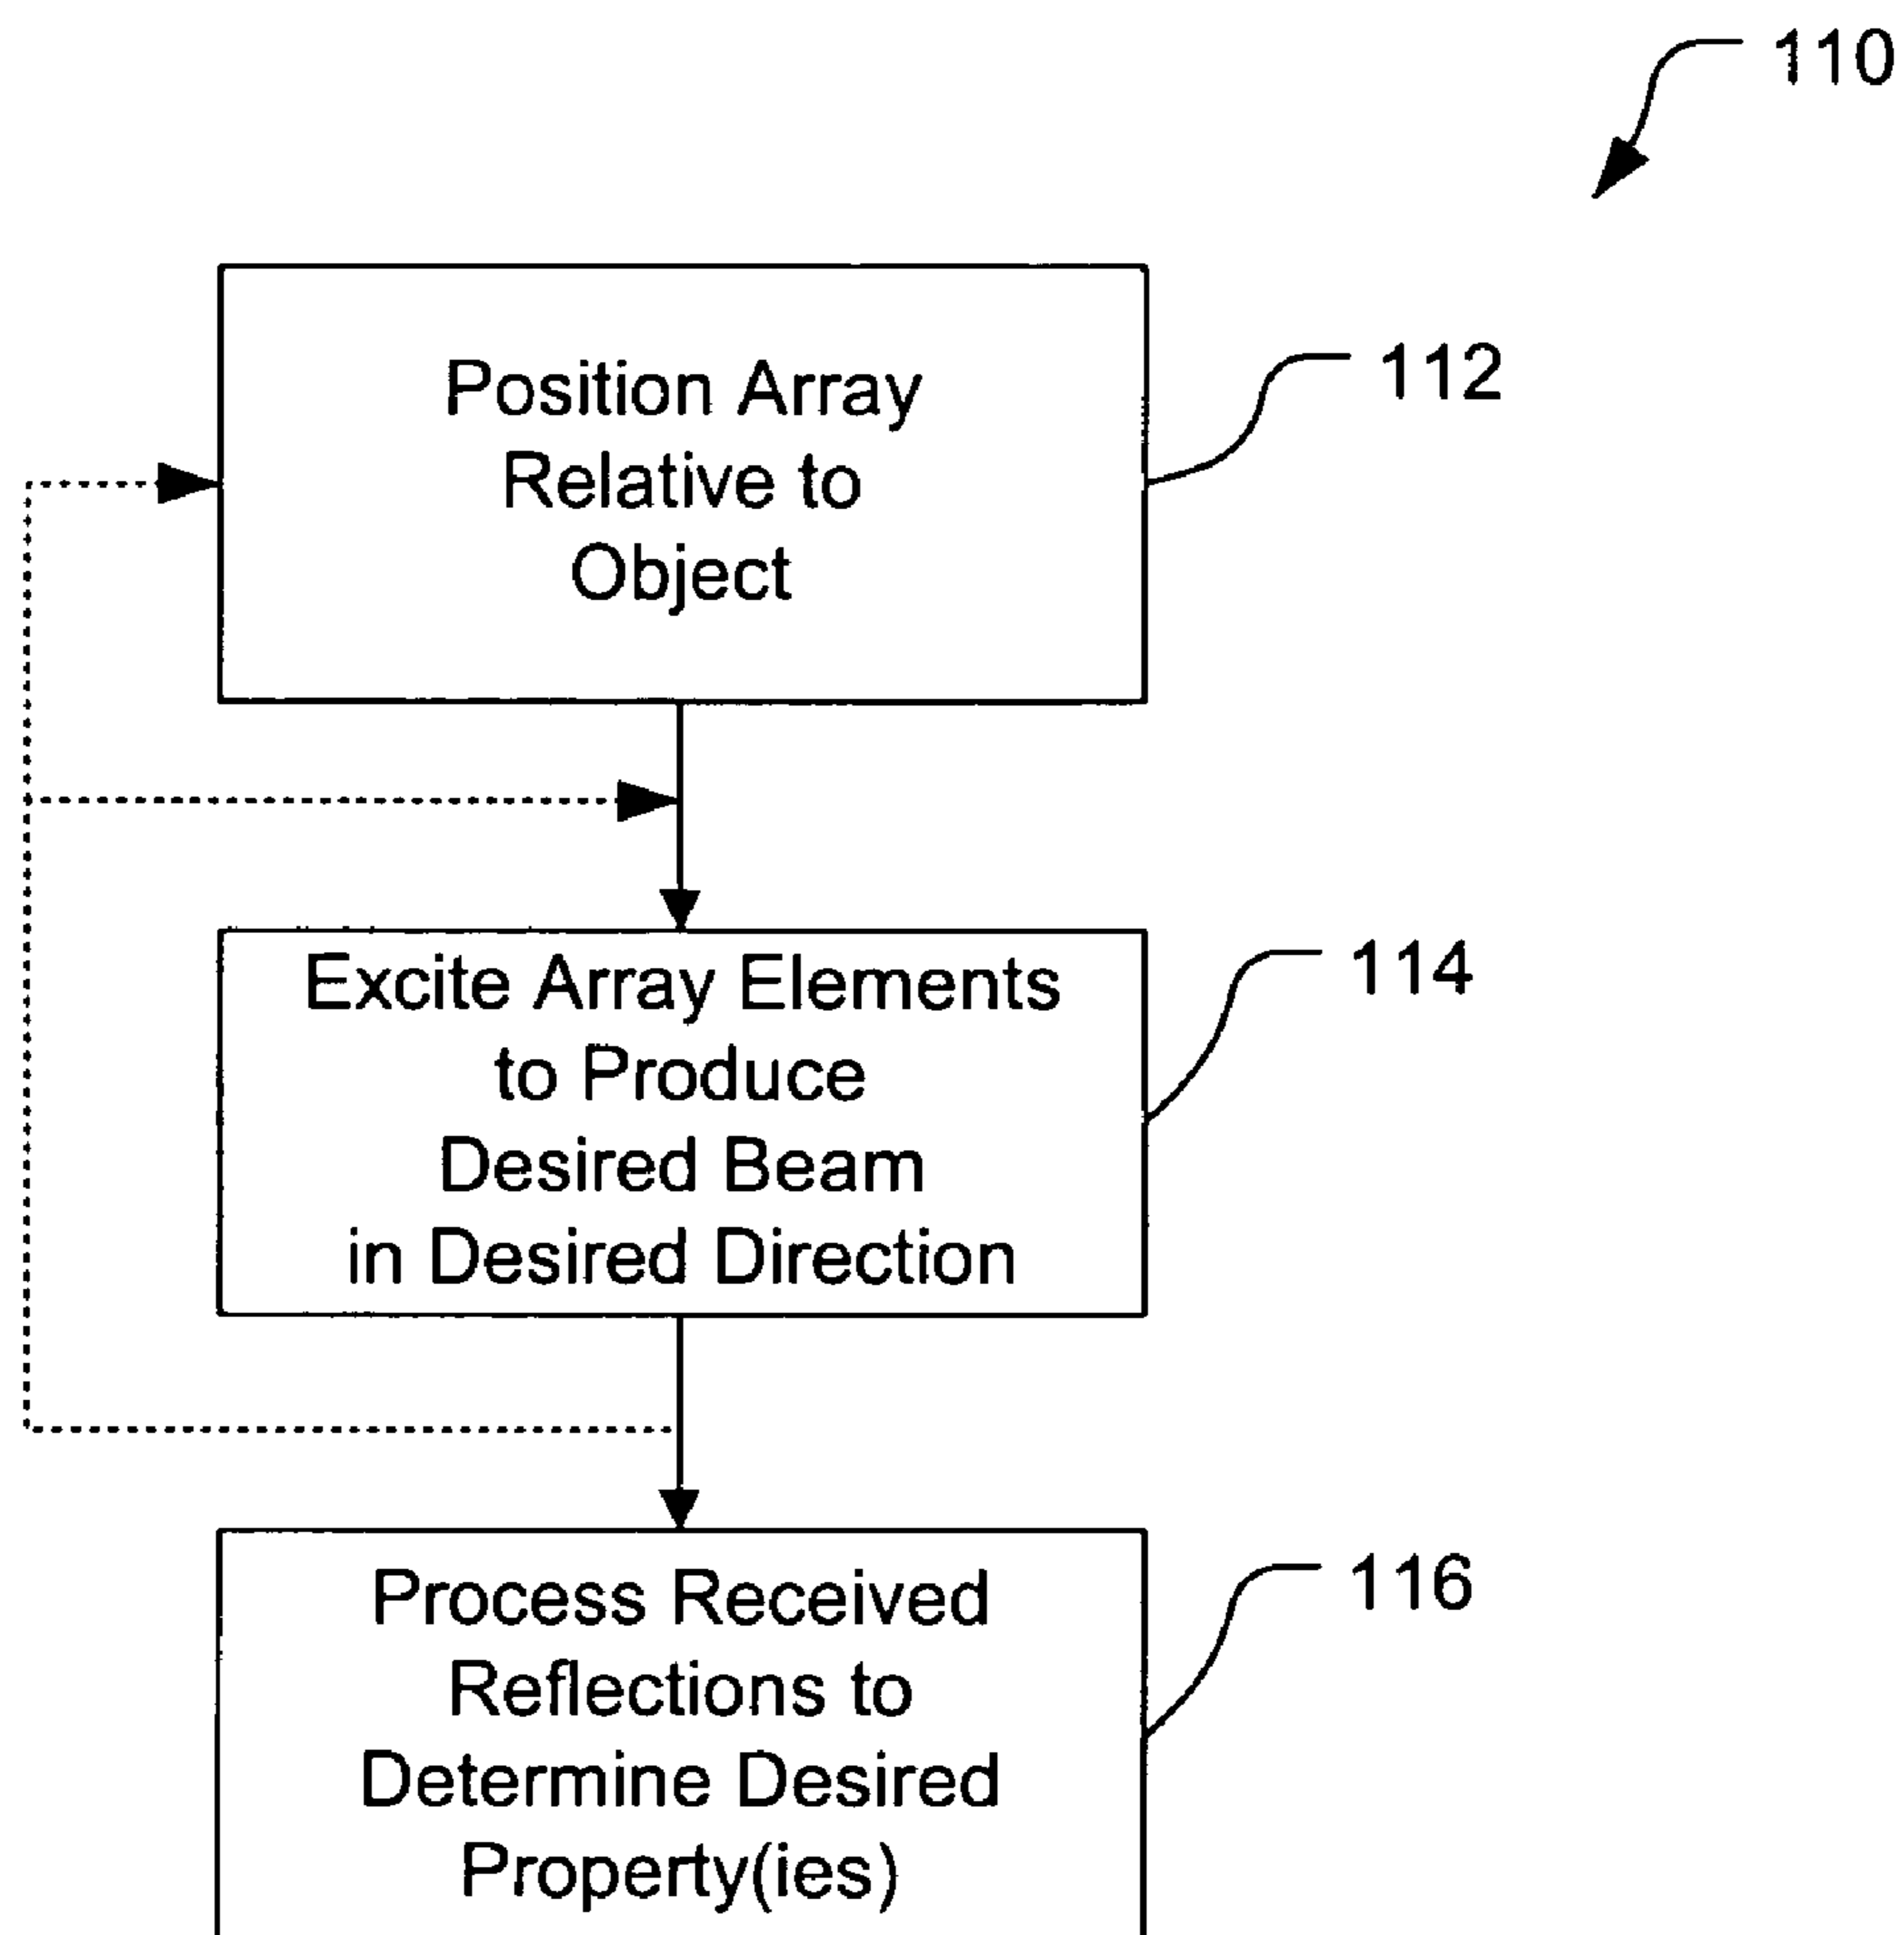 110
Position Array
Relative to
Object
112
Excite Array Elements
to Produce
Desired Beam
in Desired Direction
114
Process Received
Reflections to
Determine Desired
Property(ies)
116